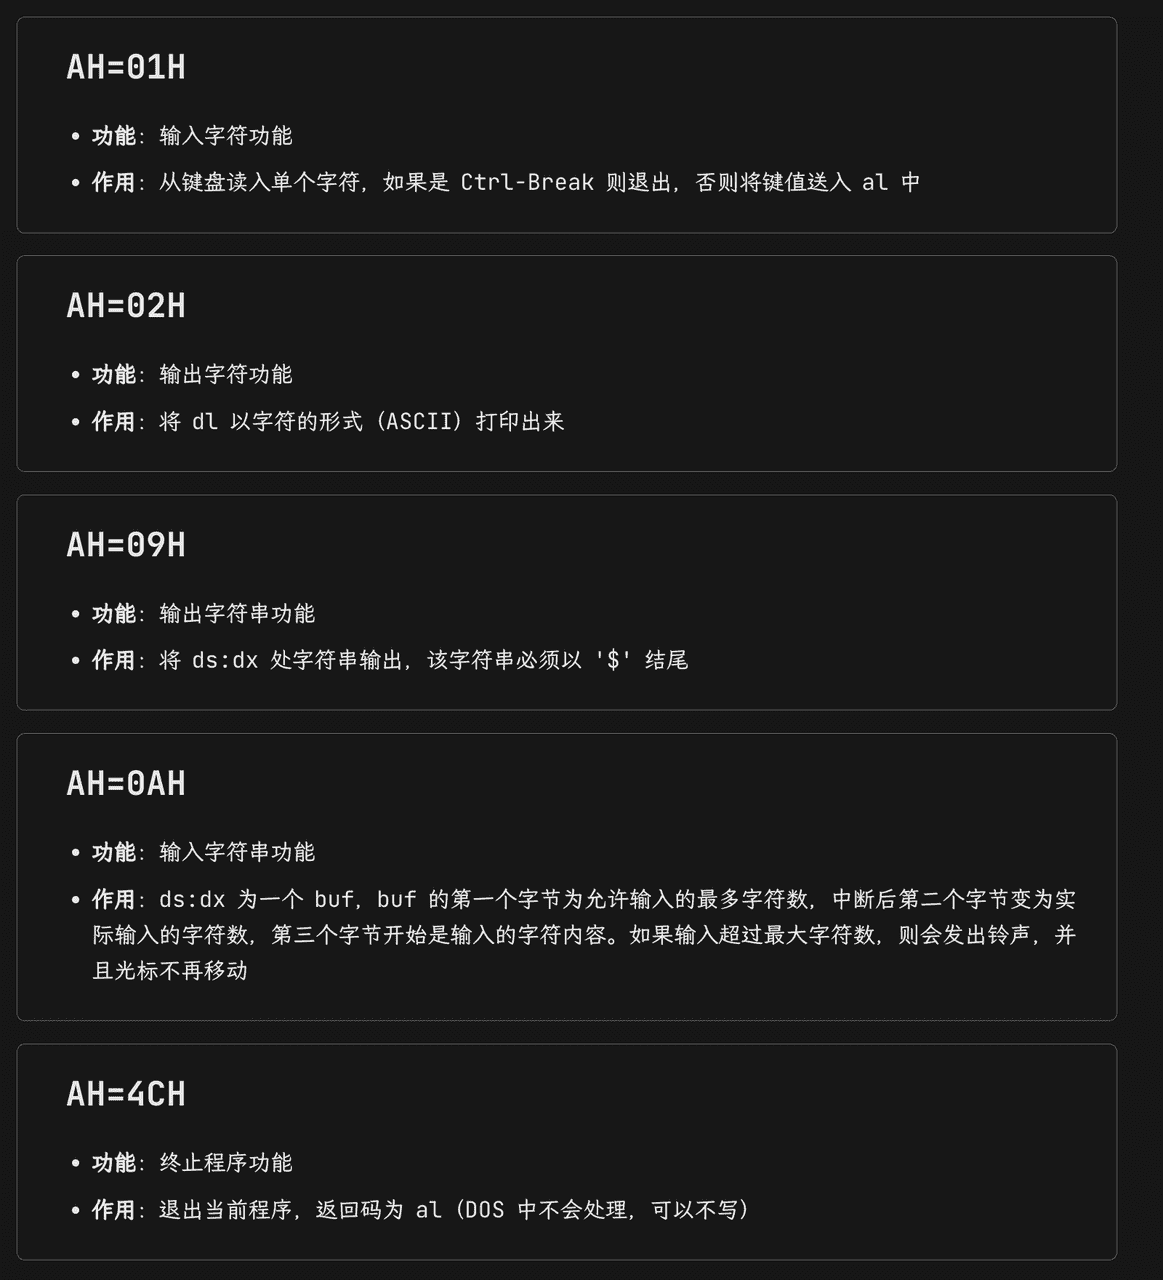 AH=01H
• 功能：输入字符功能
• 作用：从键盘读入单个字符，如果是 Ctrl-Break 则退出，否则将键值送入 al 中
AH=02H
• 功能：输出字符功能
• 作用：将 dl 以字符的形式（ASCII）打印出来
AH=09H
• 功能：输出字符串功能
• 作用：将 ds:dx 处字符串输出，该字符串必须以 '$' 结尾
AH=0AH
• 功能：输入字符串功能
• 作用：ds:dx 为一个 buf，buf 的第一个字节为允许输入的最多字符数，中断后第二个字节变为实
际输入的字符数，第三个字节开始是输入的字符内容。如果输入超过最大字符数，则会发出铃声，并
且光标不再移动
AH=4CH
• 功能：终止程序功能
• 作用：退出当前程序，返回码为 al（DOS 中不会处理，可以不写）